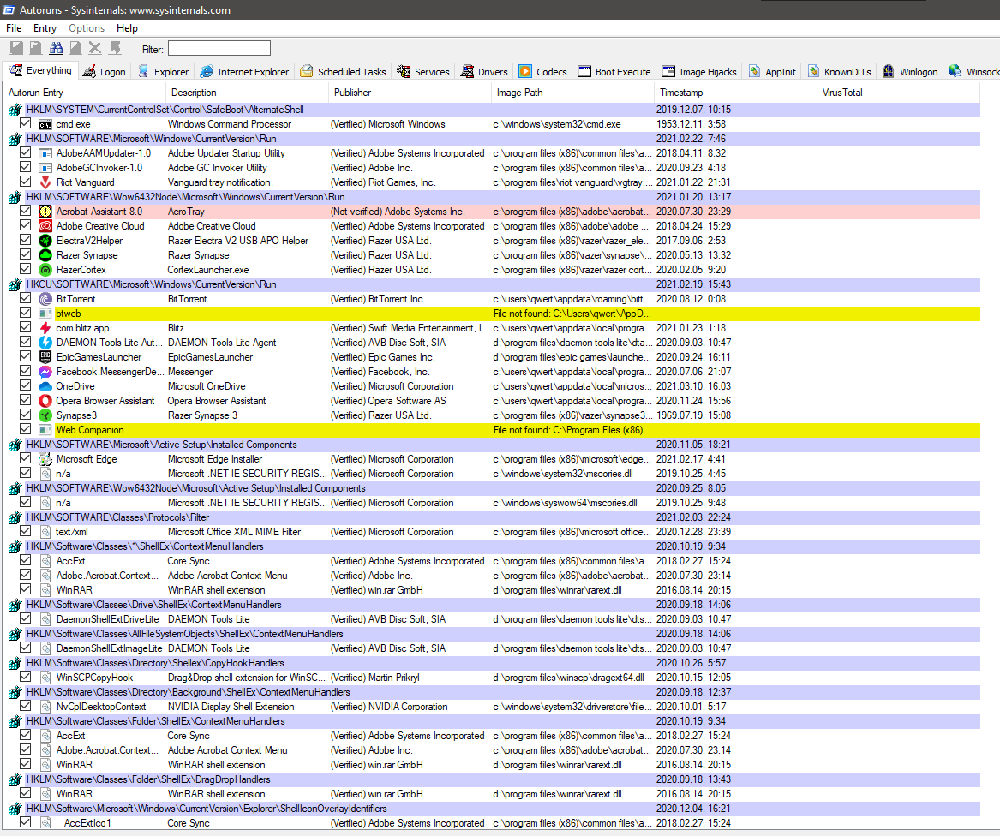 Autoruns - Sysinternals: www.sysinternals.com
File Entry Options Help
Filter:
Everything Logon Explorer Internet Explorer Scheduled Tasks Services Drivers Codecs Boot Execute Image Hijacks AppInit KnownDLLs Winlogon Winsock
Autorun Entry Description Publisher Image Path Timestamp VirusTotal
HKLM\SYSTEM\CurrentControlSet\Control\SafeBoot\AlternateShell 2019.12.07. 10:15
cmd.exe Windows Command Processor (Verified) Microsoft Windows c:\windows\system32\cmd.exe 1953.12.11. 3:58
HKLM\SOFTWARE\Microsoft\Windows\CurrentVersion\Run 2021.02.22. 7:46
AdobeAAMUpdater-1.0 Adobe Updater Startup Utility (Verified) Adobe Systems Incorporated c:\program files (x86)\common files\a... 2018.04.11. 8:32
AdobeGCInvoker-1.0 Adobe GC Invoker Utility (Verified) Adobe Inc. c:\program files (x86)\common files\a... 2020.09.23. 4:18
Riot Vanguard Vanguard tray notification. (Verified) Riot Games, Inc. c:\program files\riot vanguard\vgtray... 2021.01.22. 21:31
HKLM\SOFTWARE\Wow6432Node\Microsoft\Windows\CurrentVersion\Run 2021.01.20. 13:17
Acrobat Assistant 8.0 AcroTray (Not verified) Adobe Systems Inc. c:\program files (x86)\adobe\acrobat... 2020.07.30. 23:29
Adobe Creative Cloud Adobe Creative Cloud (Verified) Adobe Systems Incorporated c:\program files (x86)\adobe\adobe ... 2018.04.24. 15:29
ElectraV2Helper Razer Electra V2 USB APO Helper (Verified) Razer USA Ltd. c:\program files (x86)\razer\razer_ele... 2017.09.06. 2:53
Razer Synapse Razer Synapse (Verified) Razer USA Ltd. c:\program files (x86)\razer\synapse\... 2020.05.13. 13:32
RazerCortex CortexLauncher.exe (Verified) Razer USA Ltd. c:\program files (x86)\razer\razer cort... 2020.02.05. 9:20
HKCU\SOFTWARE\Microsoft\Windows\CurrentVersion\Run 2021.02.19. 15:43
BitTorrent BitTorrent (Verified) BitTorrent Inc c:\users\qwert\appdata\roaming\bitt... 2020.08.12. 0:08
btweb File not found: C:\Users\qwert\AppD...
com.blitz.app Blitz (Verified) Swift Media Entertainment, I... c:\users\qwert\appdata\local\progra... 2021.01.23. 1:18
DAEMON Tools Lite Aut... DAEMON Tools Lite Agent (Verified) AVB Disc Soft, SIA d:\program files\daemon tools lite\dta... 2020.09.03. 10:47
EpicGamesLauncher EpicGamesLauncher (Verified) Epic Games Inc. d:\program files\epic games\launche... 2020.09.24. 16:11
Facebook.MessengerDe... Messenger (Verified) Facebook, Inc. c:\users\qwert\appdata\local\progra... 2020.07.06. 21:07
OneDrive Microsoft OneDrive (Verified) Microsoft Corporation c:\users\qwert\appdata\local\micros... 2021.03.10. 16:03
Opera Browser Assistant Opera Browser Assistant (Verified) Opera Software AS c:\users\qwert\appdata\local\progra... 2020.11.24. 15:56
Synapse3 Razer Synapse 3 (Verified) Razer USA Ltd. c:\program files (x86)\razer\synapse3... 1969.07.19. 15:08
Web Companion File not found: C:\Program Files (x86)...
HKLM\SOFTWARE\Microsoft\Active Setup\Installed Components 2020.11.05. 18:21
Microsoft Edge Microsoft Edge Installer (Verified) Microsoft Corporation c:\program files (x86)\microsoft\edge... 2021.02.17. 4:41
n/a Microsoft .NET IE SECURITY REGIS... (Verified) Microsoft Corporation c:\windows\system32\mscories.dll 2019.10.25. 4:45
HKLM\SOFTWARE\Wow6432Node\Microsoft\Active Setup\Installed Components 2020.09.25. 8:05
n/a Microsoft .NET IE SECURITY REGIS... (Verified) Microsoft Corporation c:\windows\syswow64\mscories.dll 2019.10.25. 9:48
HKLM\SOFTWARE\Classes\Protocols\Filter 2021.02.03. 22:24
text/xml Microsoft Office XML MIME Filter (Verified) Microsoft Corporation c:\program files (x86)\microsoft office... 2020.12.28. 23:39
HKLM\Software\Classes\*\ShellEx\ContextMenuHandlers 2020.10.19. 9:34
AccExt Core Sync (Verified) Adobe Systems Incorporated c:\program files (x86)\common files\a... 2018.02.27. 15:24
Adobe.Acrobat.Context... Adobe Acrobat Context Menu (Verified) Adobe Inc. c:\program files (x86)\adobe\acrobat... 2020.07.30. 23:14
WinRAR WinRAR shell extension (Verified) win.rar GmbH d:\program files\winrar\rarext.dll 2016.08.14. 20:15
HKLM\Software\Classes\Drive\ShellEx\ContextMenuHandlers 2020.09.18. 14:06
DaemonShellExtDriveLite DAEMON Tools Lite (Verified) AVB Disc Soft, SIA d:\program files\daemon tools lite\dts... 2020.09.03. 10:47
HKLM\Software\Classes\AllFileSystemObjects\ShellEx\ContextMenuHandlers 2020.09.18. 14:06
DaemonShellExtImageLite DAEMON Tools Lite (Verified) AVB Disc Soft, SIA d:\program files\daemon tools lite\dts... 2020.09.03. 10:47
HKLM\Software\Classes\Directory\Shellex\CopyHookHandlers 2020.10.26. 5:57
WinSCPCopyHook Drag&Drop shell extension for WinSC... (Verified) Martin Prikryl d:\program files\winscp\dragext64.dll 2020.10.15. 12:05
HKLM\Software\Classes\Directory\Background\ShellEx\ContextMenuHandlers 2020.09.18. 12:37
NvCplDesktopContext NVIDIA Display Shell Extension (Verified) NVIDIA Corporation c:\windows\system32\driverstore\file... 2020.10.01. 5:17
HKLM\Software\Classes\Folder\ShellEx\ContextMenuHandlers 2020.10.19. 9:34
AccExt Core Sync (Verified) Adobe Systems Incorporated c:\program files (x86)\common files\a... 2018.02.27. 15:24
Adobe.Acrobat.Context... Adobe Acrobat Context Menu (Verified) Adobe Inc. c:\program files (x86)\adobe\acrobat... 2020.07.30. 23:14
WinRAR WinRAR shell extension (Verified) win.rar GmbH d:\program files\winrar\rarext.dll 2016.08.14. 20:15
HKLM\Software\Classes\Folder\ShellEx\DragDropHandlers 2020.09.18. 13:43
WinRAR WinRAR shell extension (Verified) win.rar GmbH d:\program files\winrar\rarext.dll 2016.08.14. 20:15
HKLM\Software\Microsoft\Windows\CurrentVersion\Explorer\ShellIconOverlayIdentifiers 2020.12.04. 16:21
AccExtIco1 Core Sync (Verified) Adobe Systems Incorporated c:\program files (x86)\common files\a... 2018.02.27. 15:24